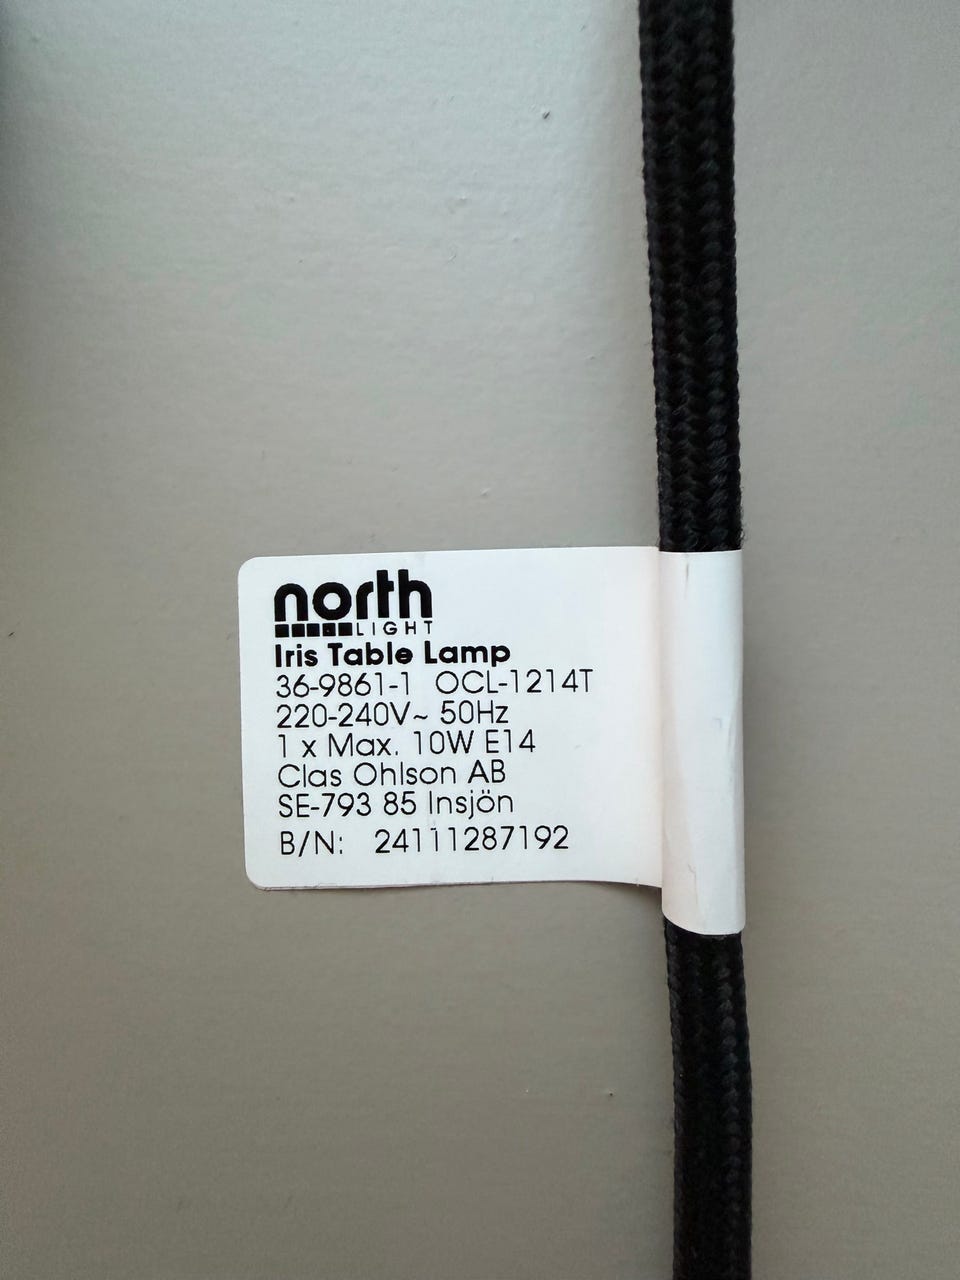 north
LIGHT
Iris Table Lamp
36-9861-1 OCL-1214T
220-240V~ 50Hz
1 x Max. 10W E14
Clas Ohlson AB
SE-793 85 Insjön
B/N: 24111287192